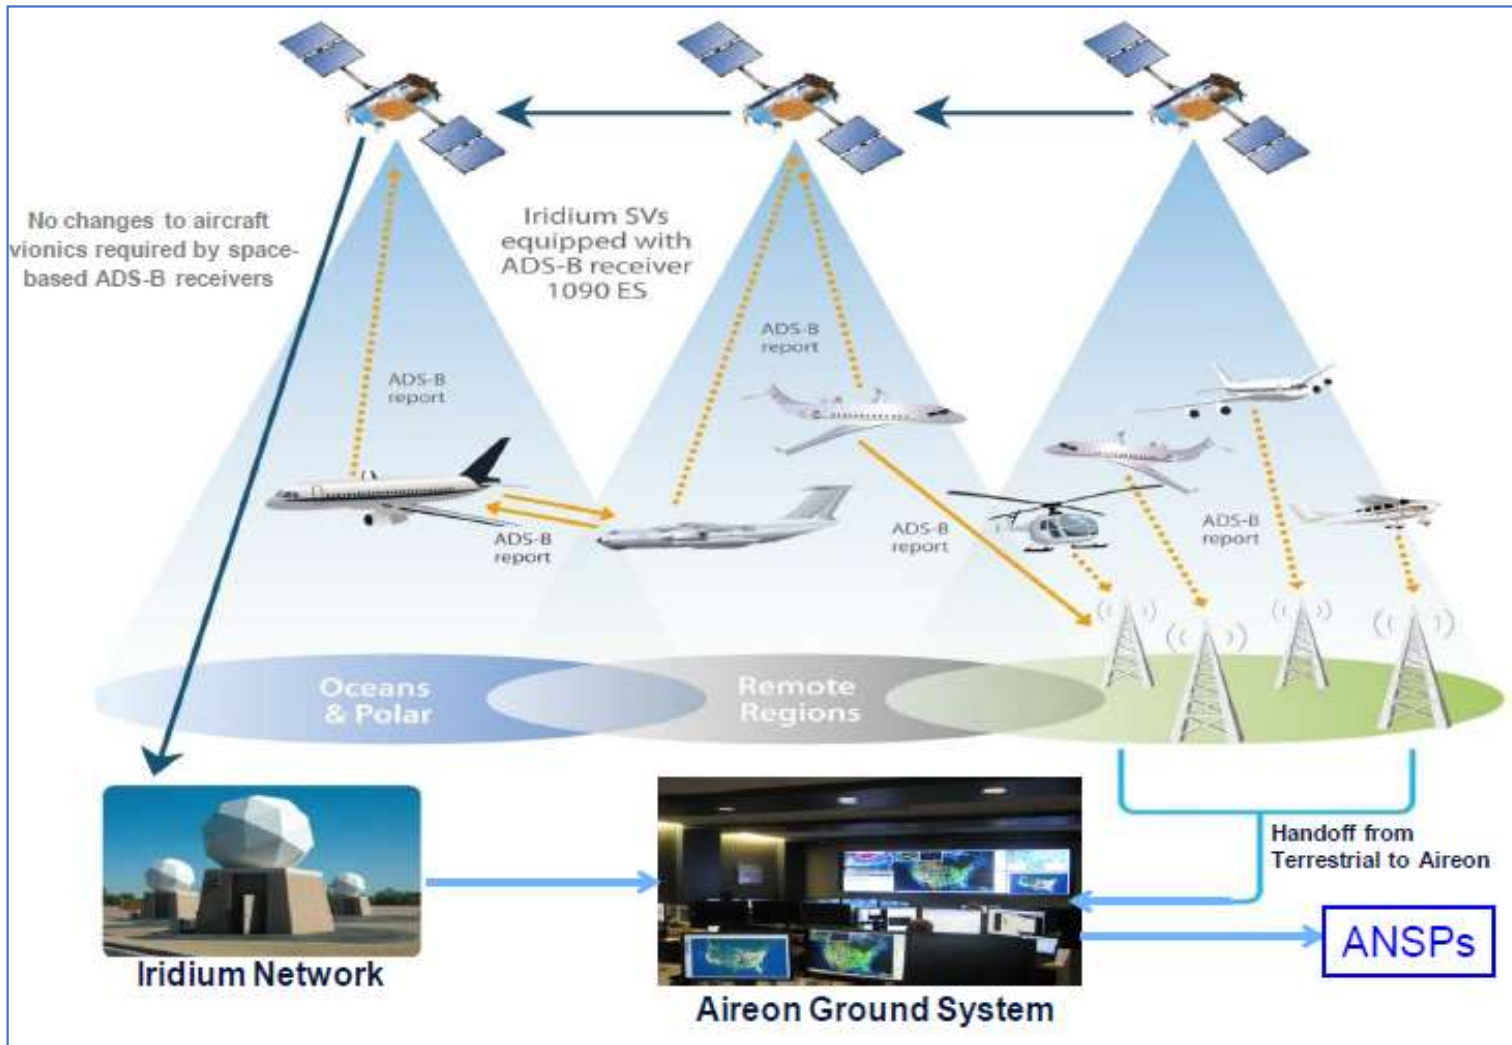 No changes to aircraft
vionics required by space-
based ADS-B receivers
Iridium SVs
equipped with
ADS-B receiver
1090 ES
ADS-B
report
ADS-B
report
ADS-B
report
ADS-B
report
ADS-B
report
Oceans
& Polar
Remote
Regions
Handoff from
Terrestrial to Aireon
ANSPs
Iridium Network
Aireon Ground System